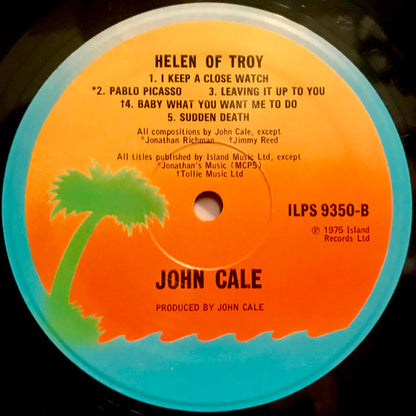 HELEN OF TROY
1. I KEEP A CLOSE WATCH
*2. PABLO PICASSO 3. LEAVING IT UP TO YOU
†4. BABY WHAT YOU WANT ME TO DO
5. SUDDEN DEATH
All compositions by John Cale, except
*Jonathan Richman †Jimmy Reed
All titles published by Island Music Ltd, except
*Jonathan's Music (MCPS)
†Tollie Music Ltd
ILPS 9350-B
℗ 1975 Island
Records Ltd
JOHN CALE
PRODUCED BY JOHN CALE